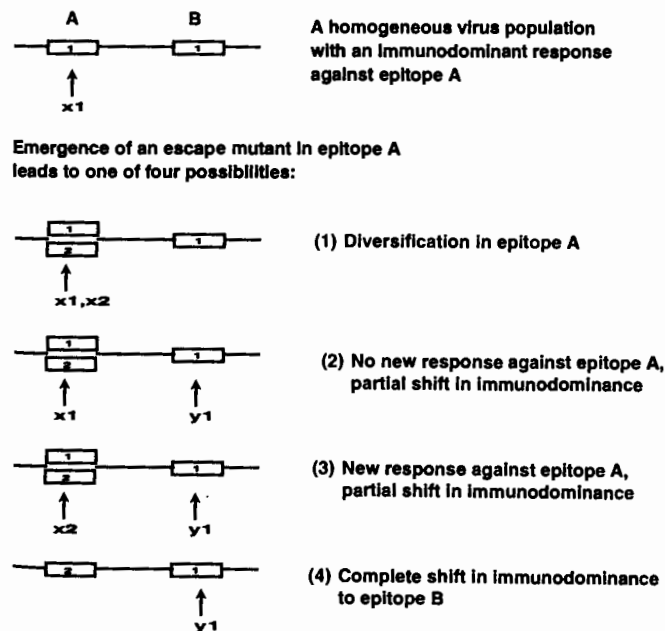 A B
A homogeneous virus population
with an immunodominant response
against epitope A
1 1
x1
Emergence of an escape mutant in epitope A
leads to one of four possibilities:
1
2
1
(1) Diversification in epitope A
x1,x2
1
2
1
(2) No new response against epitope A,
partial shift in immunodominance
x1 y1
1
2
1
(3) New response against epitope A,
partial shift in immunodominance
x2 y1
2 1
(4) Complete shift in immunodominance
to epitope B
y1